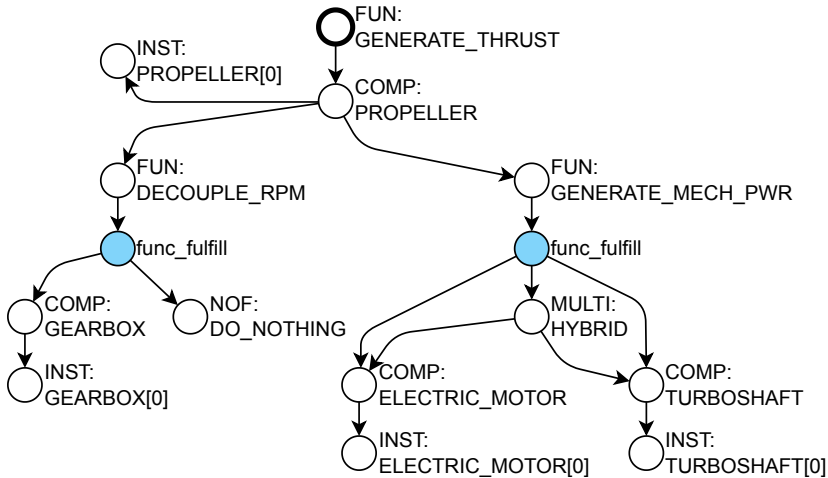 FUN:
GENERATE_THRUST
INST:
PROPELLER[0]
COMP:
PROPELLER
FUN:
DECOUPLE_RPM
FUN:
GENERATE_MECH_PWR
func_fulfill
func_fulfill
COMP:
GEARBOX
NOF:
DO_NOTHING
MULTI:
HYBRID
INST:
GEARBOX[0]
COMP:
ELECTRIC_MOTOR
COMP:
TURBOSHAFT
INST:
ELECTRIC_MOTOR[0]
INST:
TURBOSHAFT[0]